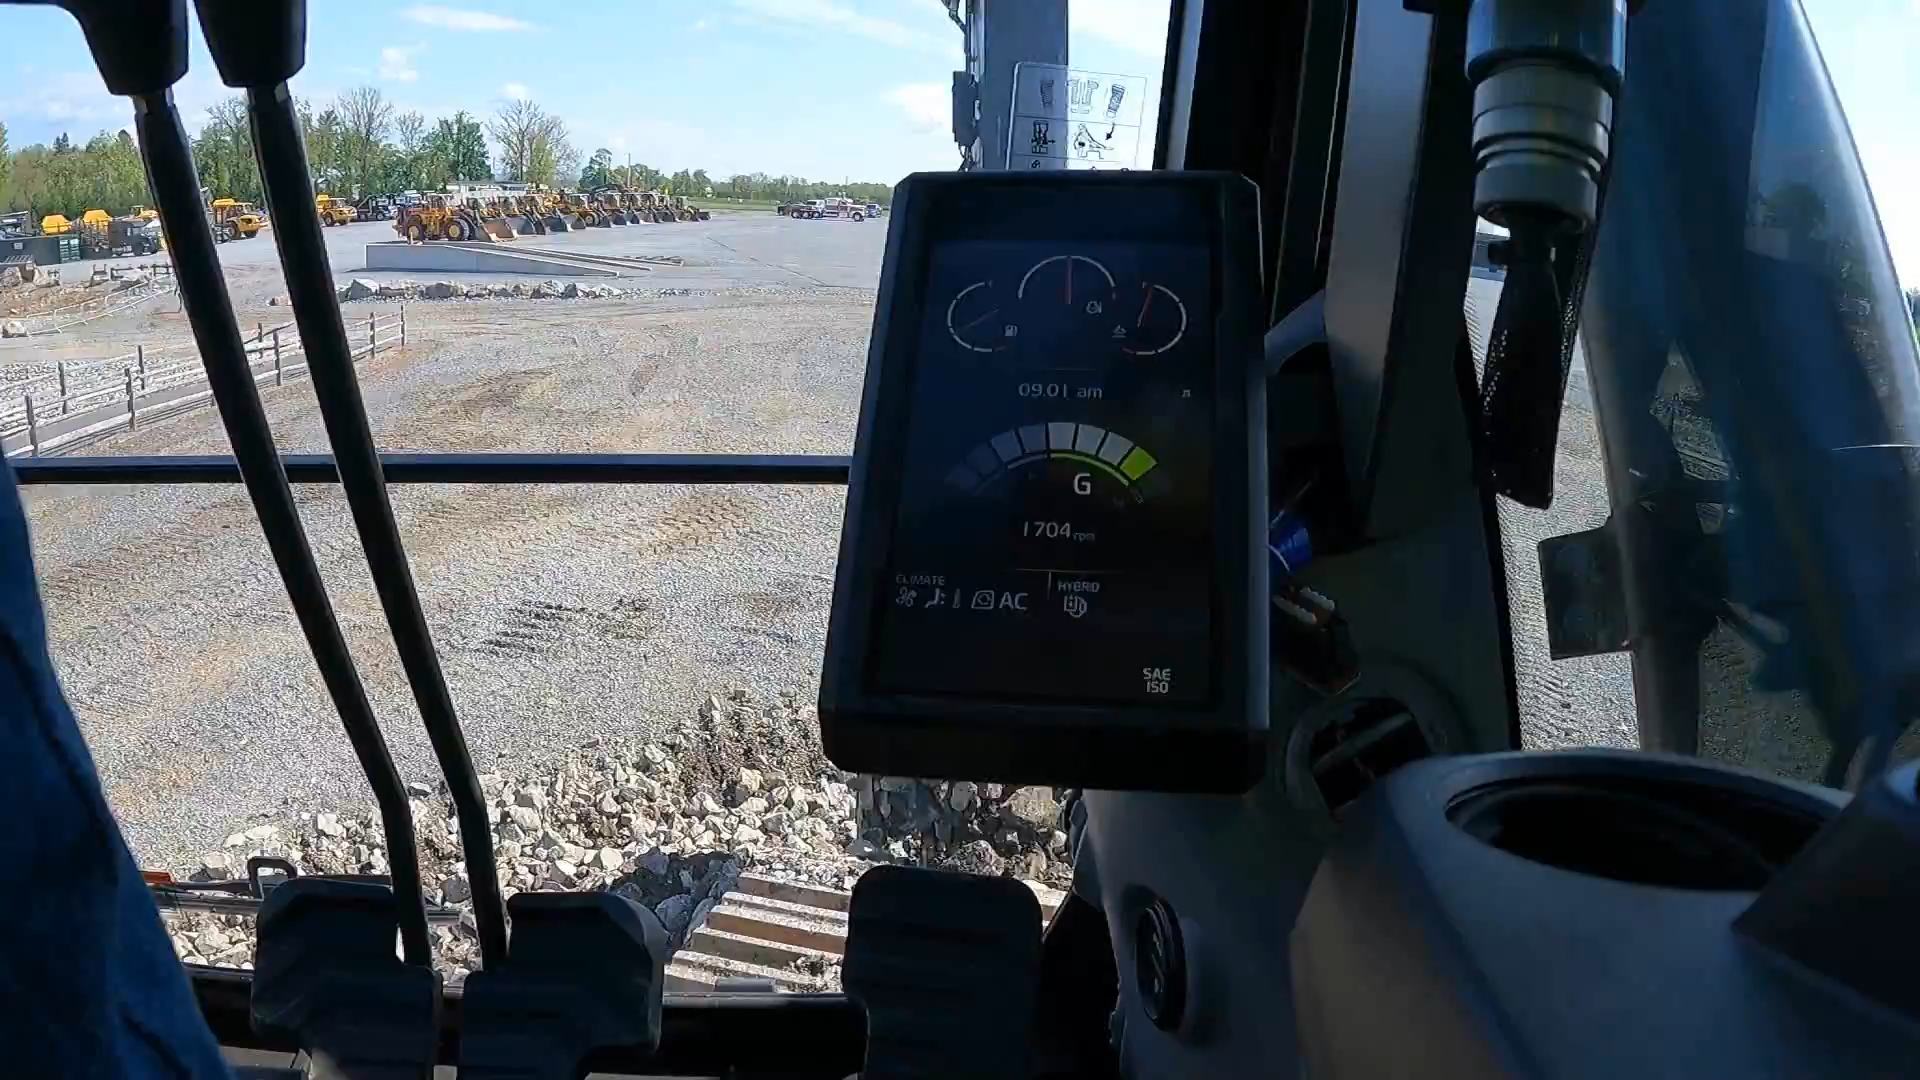 09.01 am
G
1704 rpm
CLIMATE
AC
HYBRID
SAE
ISO